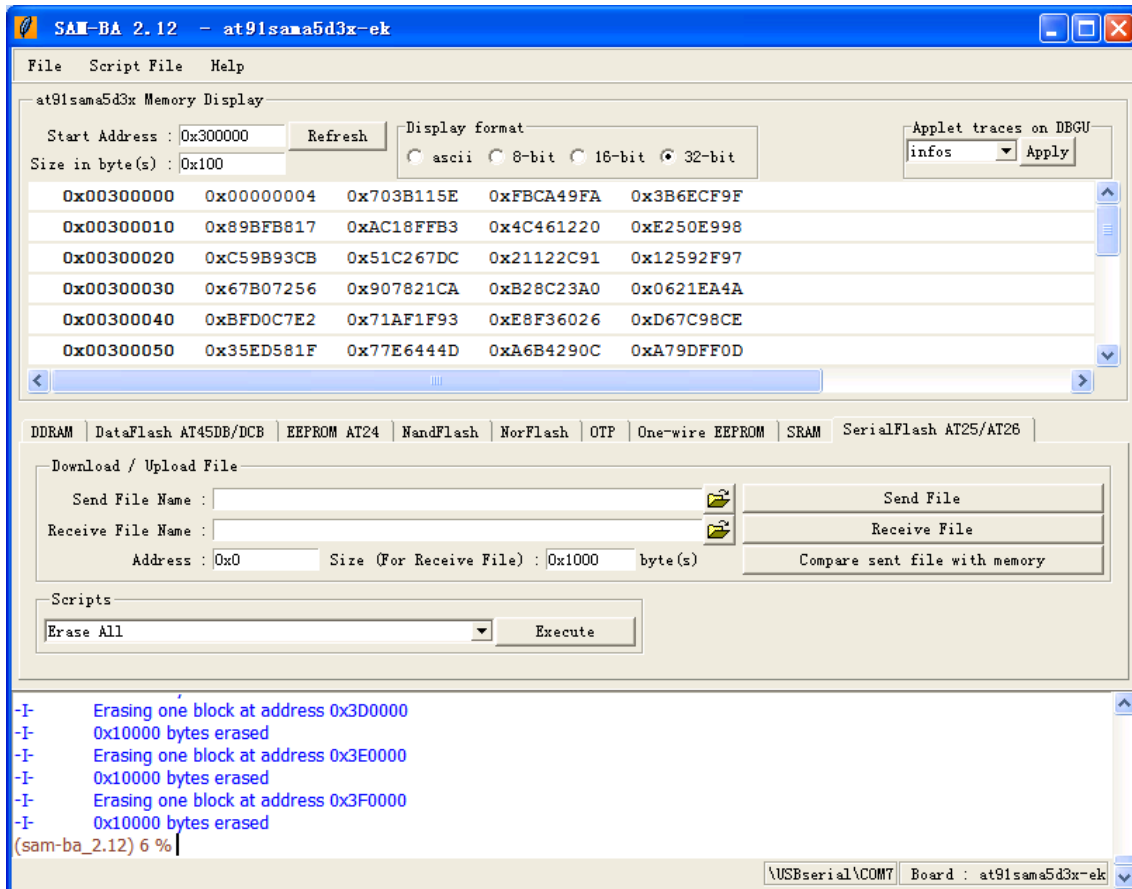 SAM-BA 2.12 - at91sama5d3x-ek
File Script File Help
at91sama5d3x Memory Display
Start Address : 0x300000 Refresh
Size in byte(s) : 0x100
Display format
ascii 8-bit 16-bit 32-bit
Applet traces on DBGU
infos Apply
0x00300000 0x00000004 0x703B115E 0xFBCA49FA 0x3B6ECF9F
0x00300010 0x89BFB817 0xAC18FFB3 0x4C461220 0xE250E998
0x00300020 0xC59B93CB 0x51C267DC 0x21122C91 0x12592F97
0x00300030 0x67B07256 0x907821CA 0xB28C23A0 0x0621EA4A
0x00300040 0xBFD0C7E2 0x71AF1F93 0xE8F36026 0xD67C98CE
0x00300050 0x35ED581F 0x77E6444D 0xA6B4290C 0xA79DFF0D
DDRAM DataFlash AT45DB/DCB EEPROM AT24 NandFlash NorFlash OTP One-wire EEPROM SRAM SerialFlash AT25/AT26
Download / Upload File
Send File Name : Send File
Receive File Name : Receive File
Address : 0x0 Size (For Receive File) : 0x1000 byte(s) Compare sent file with memory
Scripts
Erase All Execute
-I- Erasing one block at address 0x3D0000
-I- 0x10000 bytes erased
-I- Erasing one block at address 0x3E0000
-I- 0x10000 bytes erased
-I- Erasing one block at address 0x3F0000
-I- 0x10000 bytes erased
(sam-ba_2.12) 6 %
\USBserial\COM7 Board : at91sama5d3x-ek